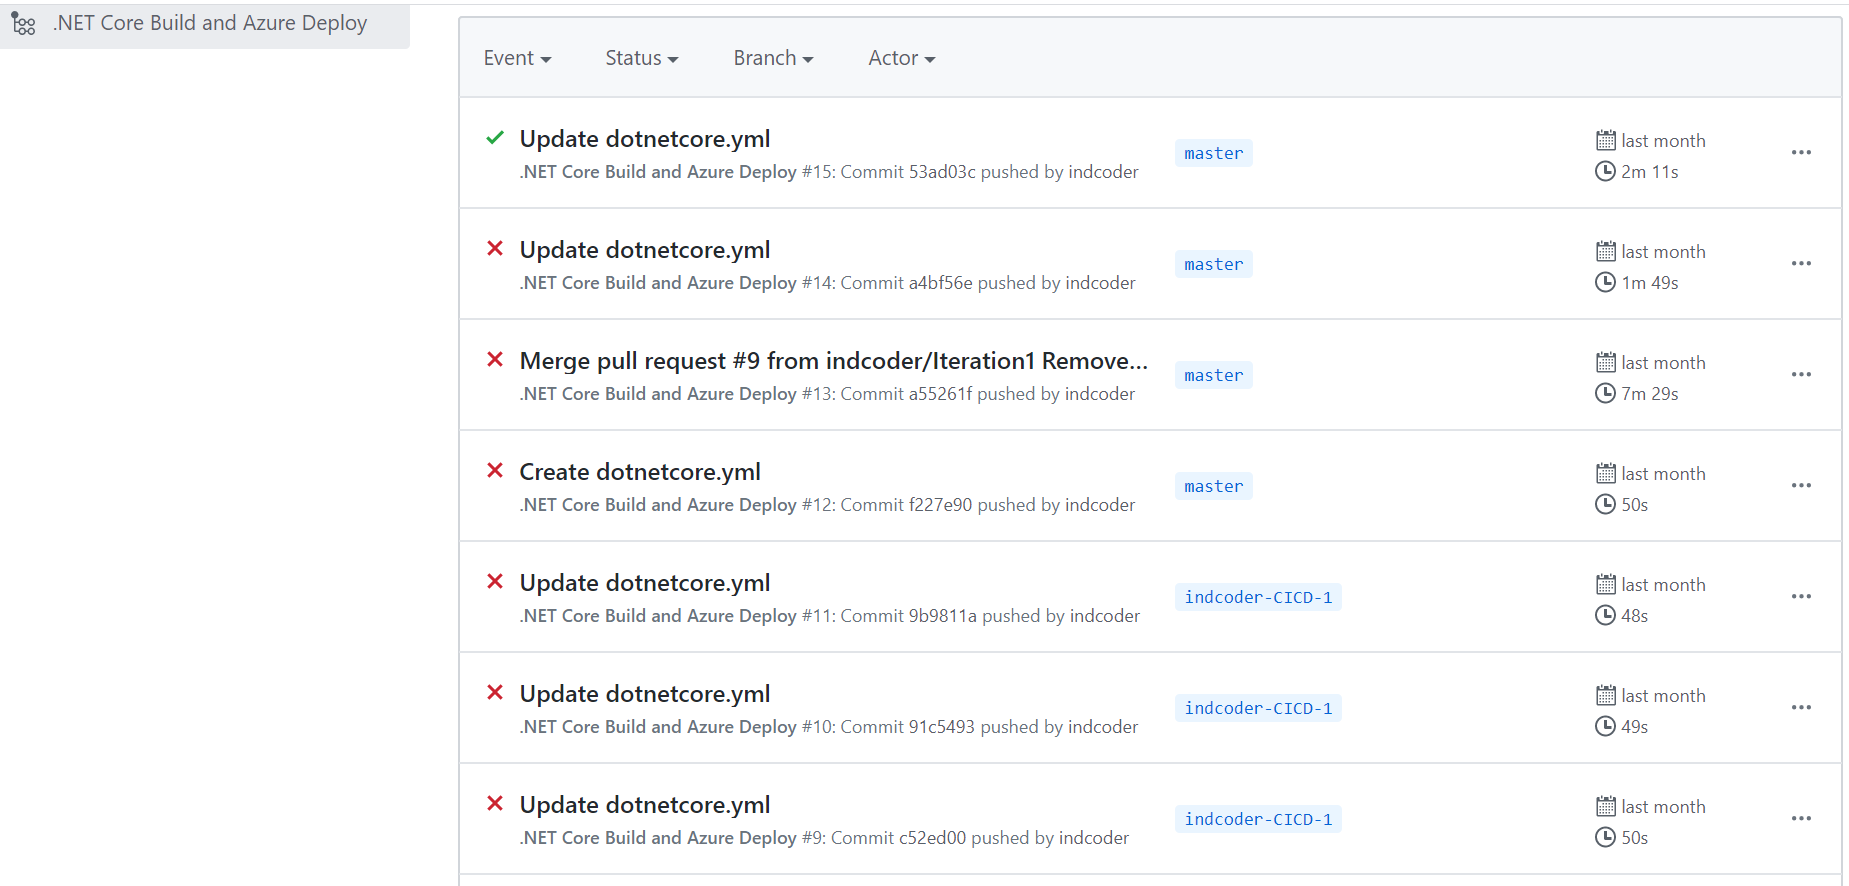 .NET Core Build and Azure Deploy
Event Status Branch Actor
Update dotnetcore.yml
.NET Core Build and Azure Deploy #15: Commit 53ad03c pushed by indcoder
master
last month
2m 11s
Update dotnetcore.yml
.NET Core Build and Azure Deploy #14: Commit a4bf56e pushed by indcoder
master
last month
1m 49s
Merge pull request #9 from indcoder/Iteration1 Remove...
.NET Core Build and Azure Deploy #13: Commit a55261f pushed by indcoder
master
last month
7m 29s
Create dotnetcore.yml
.NET Core Build and Azure Deploy #12: Commit f227e90 pushed by indcoder
master
last month
50s
Update dotnetcore.yml
.NET Core Build and Azure Deploy #11: Commit 9b9811a pushed by indcoder
indcoder-CICD-1
last month
48s
Update dotnetcore.yml
.NET Core Build and Azure Deploy #10: Commit 91c5493 pushed by indcoder
indcoder-CICD-1
last month
49s
Update dotnetcore.yml
.NET Core Build and Azure Deploy #9: Commit c52ed00 pushed by indcoder
indcoder-CICD-1
last month
50s